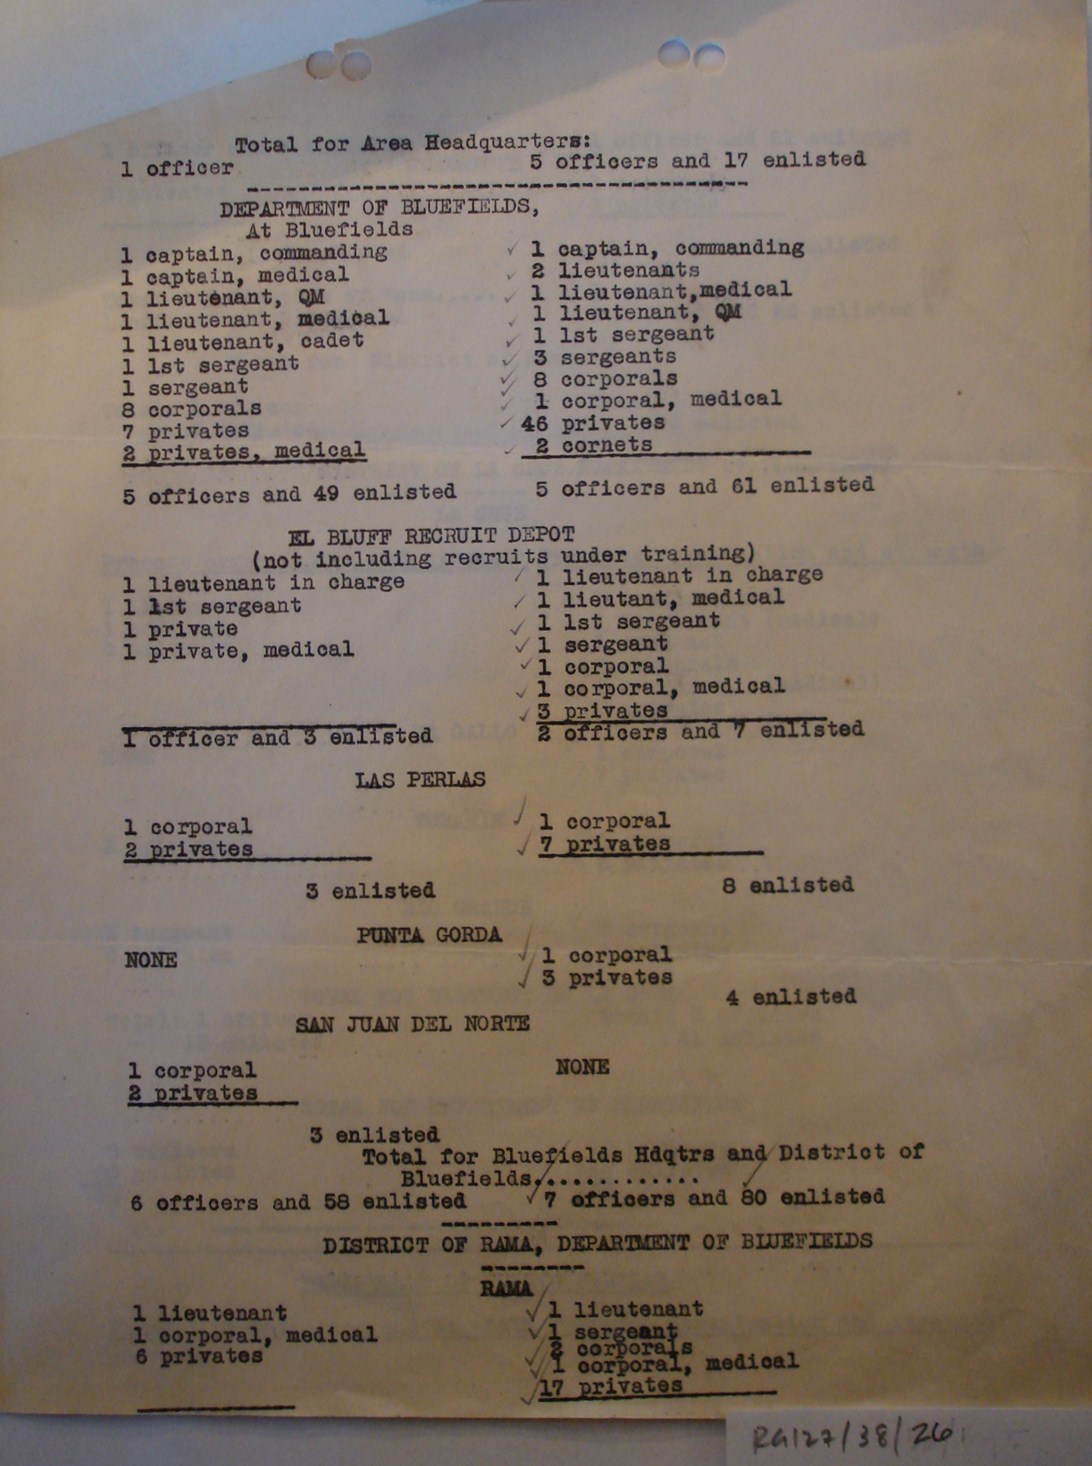 Total for Area Headquarters:
1 officer 5 officers and 17 enlisted
---------------------------------------
DEPARTMENT OF BLUEFIELDS,
At Bluefields
1 captain, commanding ✓ 1 captain, commanding
1 captain, medical ✓ 2 lieutenants
1 lieutenant, QM ✓ 1 lieutenant,medical
1 lieutenant, medical ✓ 1 lieutenant, QM
1 lieutenant, cadet ✓ 1 1st sergeant
1 1st sergeant ✓ 3 sergeants
1 sergeant ✓ 8 corporals
8 corporals ✓ 1 corporal, medical
7 privates ✓ 46 privates
2 privates, medical ✓ 2 cornets
5 officers and 49 enlisted 5 officers and 61 enlisted
EL BLUFF RECRUIT DEPOT
(not including recruits under training)
1 lieutenant in charge ✓ 1 lieutenant in charge
1 1st sergeant ✓ 1 lieutant, medical
1 private ✓ 1 1st sergeant
1 private, medical ✓ 1 sergeant
✓ 1 corporal
✓ 1 corporal, medical
✓ 3 privates
1 officer and 3 enlisted 2 officers and 7 enlisted
LAS PERLAS
1 corporal ✓ 1 corporal
2 privates ✓ 7 privates
3 enlisted 8 enlisted
PUNTA GORDA
NONE ✓ 1 corporal
✓ 3 privates
4 enlisted
SAN JUAN DEL NORTE
1 corporal NONE
2 privates
3 enlisted
Total for Bluefields Hdqtrs and District of
Bluefields.............
6 officers and 58 enlisted ✓ 7 officers and 80 enlisted
---------
DISTRICT OF RAMA, DEPARTMENT OF BLUEFIELDS
--------
RAMA
1 lieutenant ✓ 1 lieutenant
1 corporal, medical ✓ 1 sergeant
6 privates ✓ 2 corporals
✓ 1 corporal, medical
✓ 17 privates
RG127/38/26